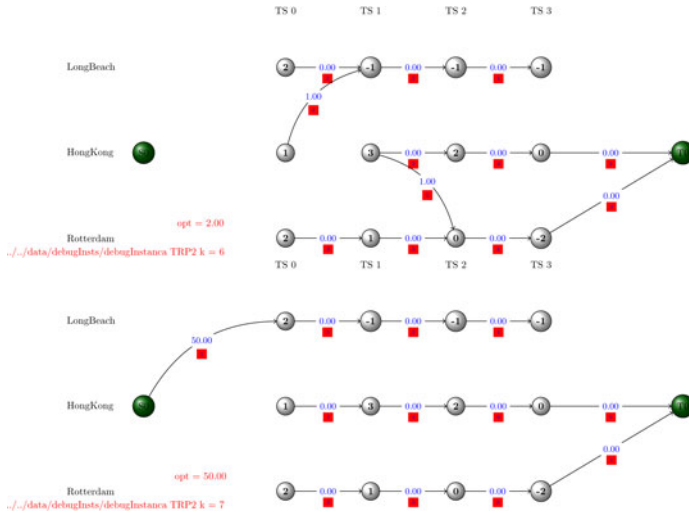 TS 0 TS 1 TS 2 TS 3
LongBeach 2 0.00 -1 0.00 -1 0.00 -1
1.00
HongKong 1 3 0.00 2 0.00 0 0.00
1.00 0.00
opt = 2.00
Rotterdam 2 0.00 1 0.00 0 0.00 -2
../../data/debugInsts/debugInstanca TRP2 k = 6
TS 0 TS 1 TS 2 TS 3
LongBeach 2 0.00 -1 0.00 -1 0.00 -1
50.00
HongKong 1 0.00 3 0.00 2 0.00 0 0.00
0.00
opt = 50.00
Rotterdam 2 0.00 1 0.00 0 0.00 -2
../../data/debugInsts/debugInstanca TRP2 k = 7